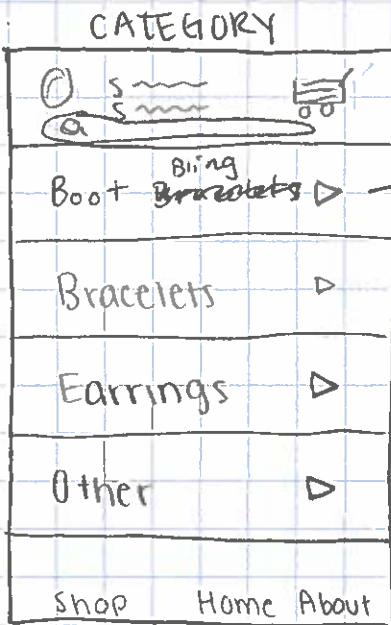 CATEGORY
Boot Bling Bracelets
Bracelets
Earrings
Other
Shop Home About